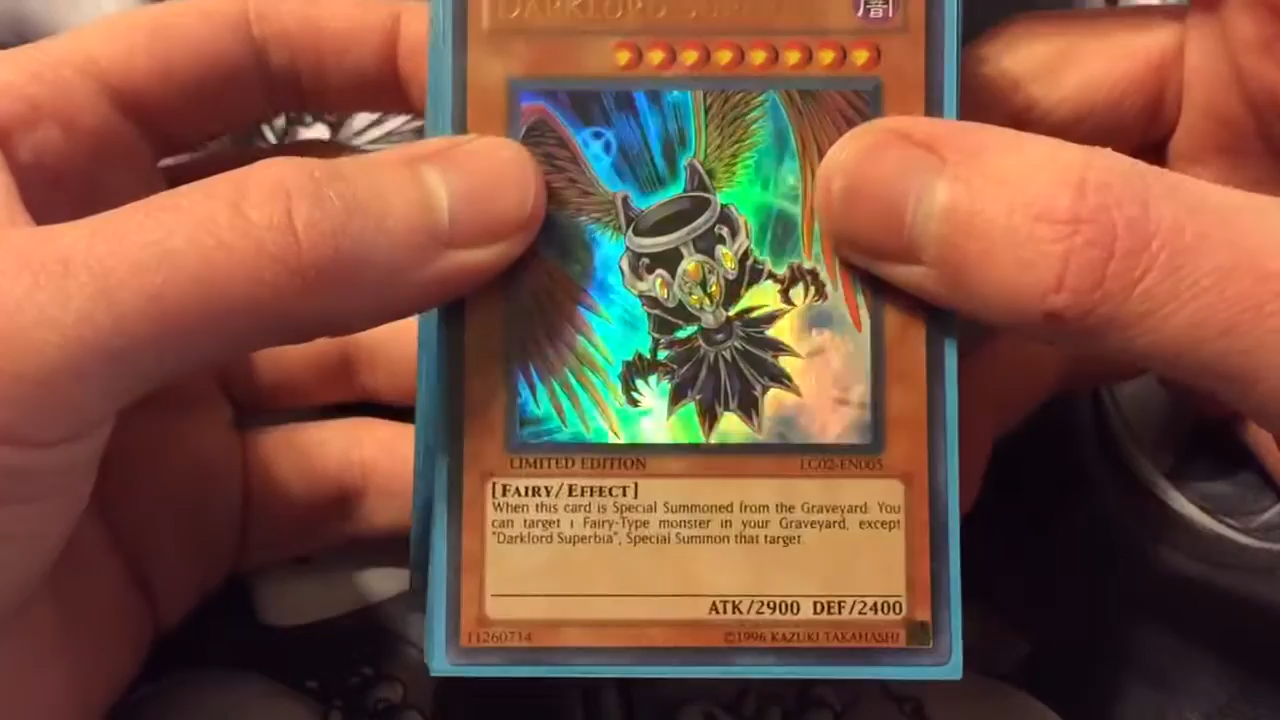 DARKLORD
闇
LIMITED EDITION LC02-EN005
[FAIRY/EFFECT]
When this card is Special Summoned from the Graveyard: You
can target 1 Fairy-Type monster in your Graveyard, except
"Darklord Superbia", Special Summon that target.
ATK/2900 DEF/2400
11260714 ©1996 KAZUKI TAKAHASHI